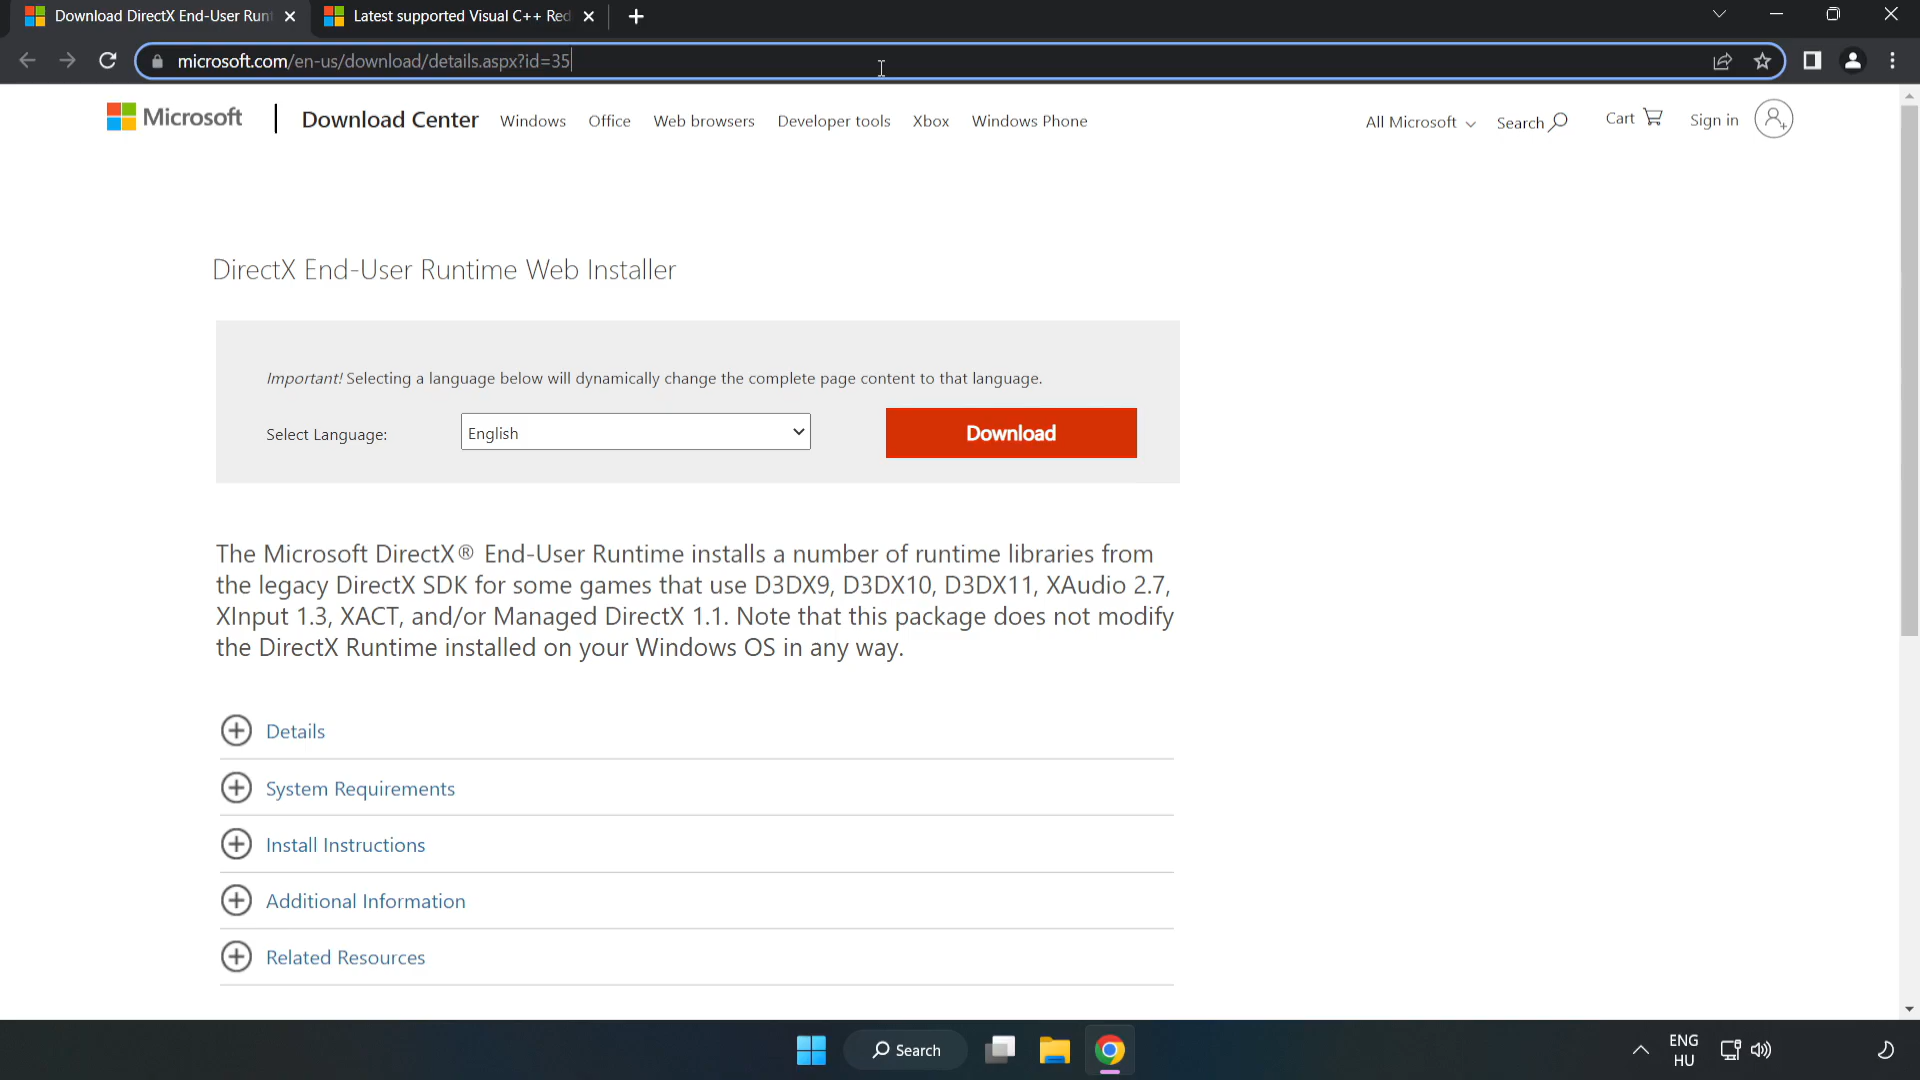 Download DirectX End-User Runt
Latest supported Visual C++ Red
microsoft.com/en-us/download/details.aspx?id=35
Microsoft
Download Center
Windows
Office
Web browsers
Developer tools
Xbox
Windows Phone
All Microsoft
Search
Cart
Sign in
DirectX End-User Runtime Web Installer
Important! Selecting a language below will dynamically change the complete page content to that language.
Select Language:
English
Download
The Microsoft DirectX® End-User Runtime installs a number of runtime libraries from
the legacy DirectX SDK for some games that use D3DX9, D3DX10, D3DX11, XAudio 2.7,
XInput 1.3, XACT, and/or Managed DirectX 1.1. Note that this package does not modify
the DirectX Runtime installed on your Windows OS in any way.
Details
System Requirements
Install Instructions
Additional Information
Related Resources
Search
ENG
HU